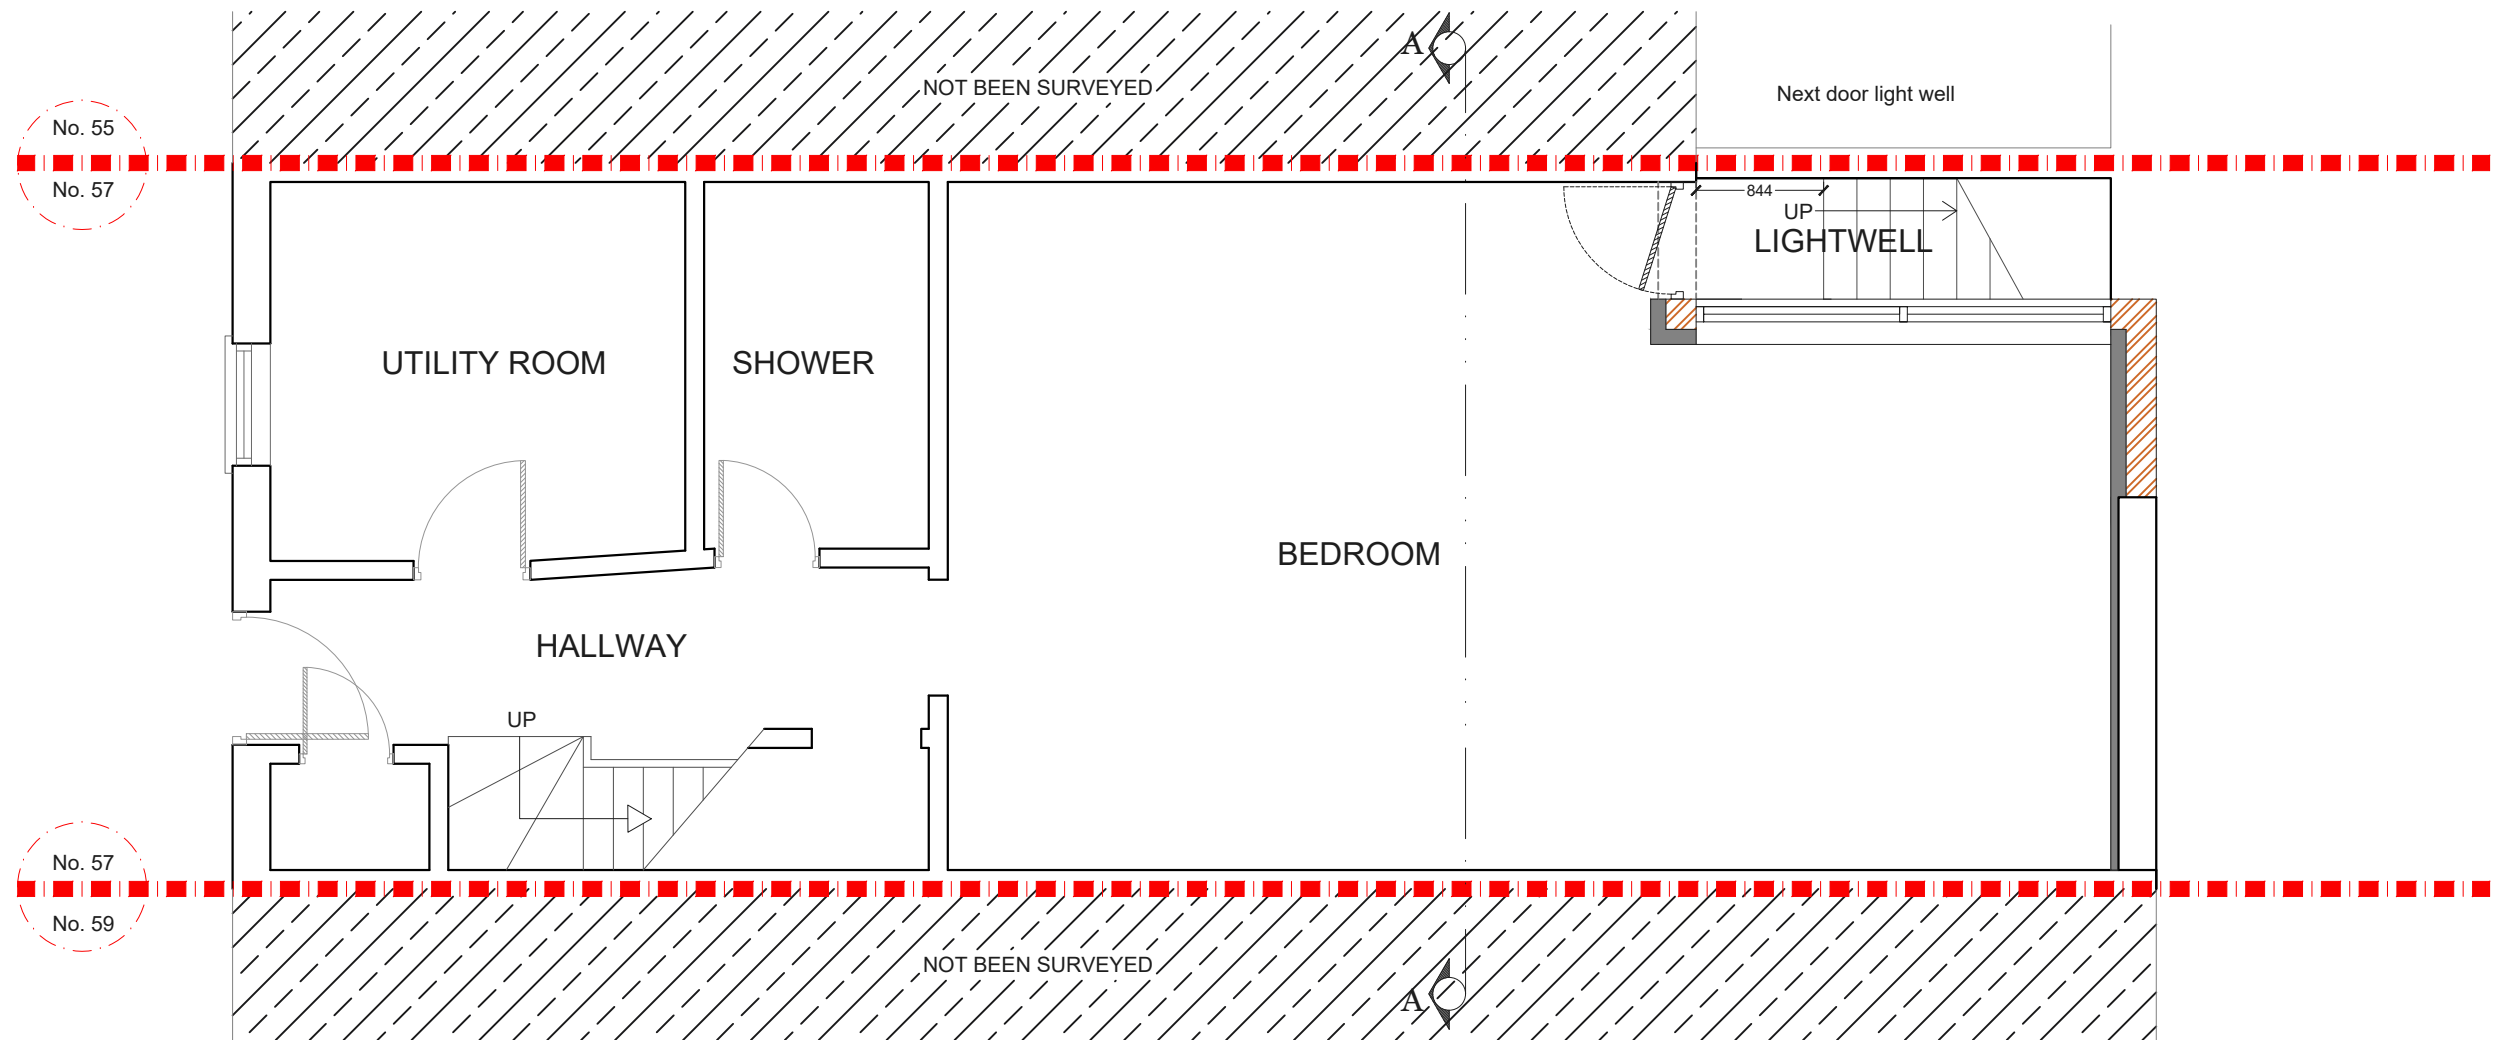 A
NOT BEEN SURVEYED
Next door light well
No. 55
No. 57
844
UP
LIGHTWELL
UTILITY ROOM
SHOWER
BEDROOM
HALLWAY
UP
No. 57
No. 59
NOT BEEN SURVEYED
A